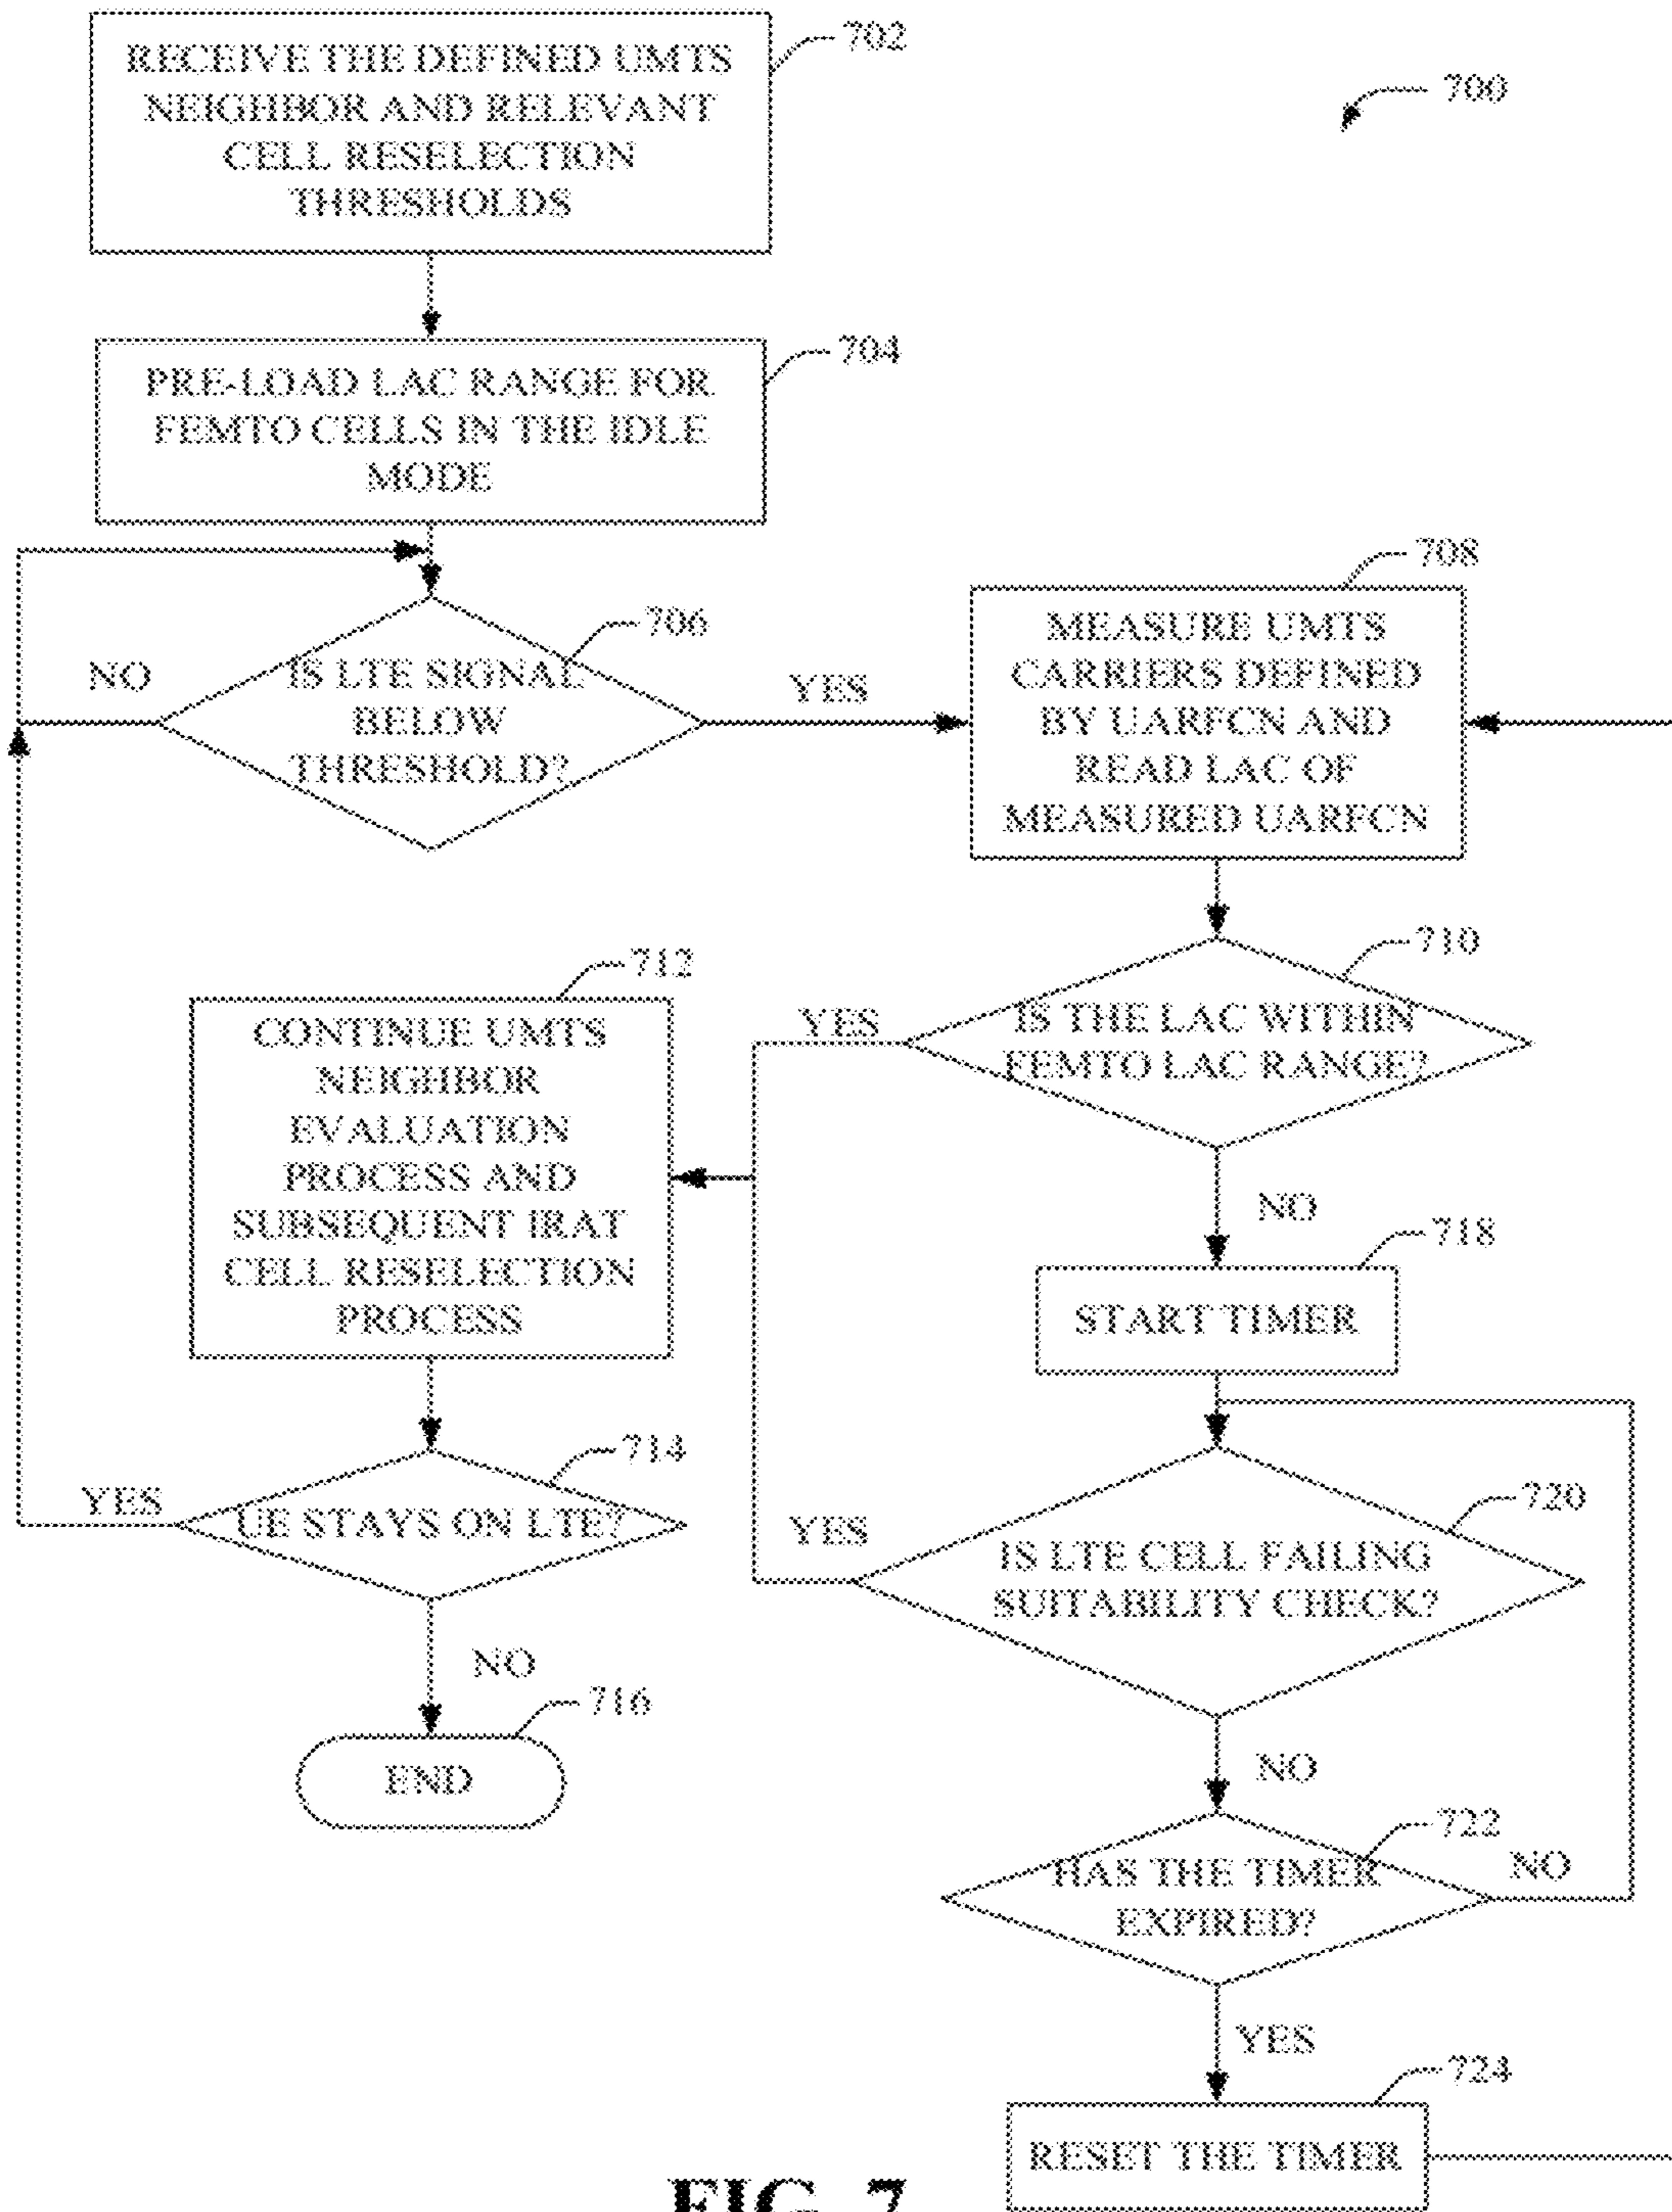 702
RECEIVE THE DEFINED UMTS
NEIGHBOR AND RELEVANT
CELL RESELECTION
THRESHOLDS
700
704
PRE-LOAD LAC RANGE FOR
FEMTO CELLS IN THE IDLE
MODE
706
IS LTE SIGNAL
BELOW
THRESHOLD?
NO
YES
708
MEASURE UMTS
CARRIERS DEFINED
BY UARFCN AND
READ LAC OF
MEASURED UARFCN
710
IS THE LAC WITHIN
FEMTO LAC RANGE?
YES
NO
712
CONTINUE UMTS
NEIGHBOR
EVALUATION
PROCESS AND
SUBSEQUENT IRAT
CELL RESELECTION
PROCESS
718
START TIMER
714
UE STAYS ON LTE?
YES
NO
720
IS LTE CELL FAILING
SUITABILITY CHECK?
YES
NO
716
END
722
HAS THE TIMER
EXPIRED?
NO
YES
724
RESET THE TIMER
FIG. 7